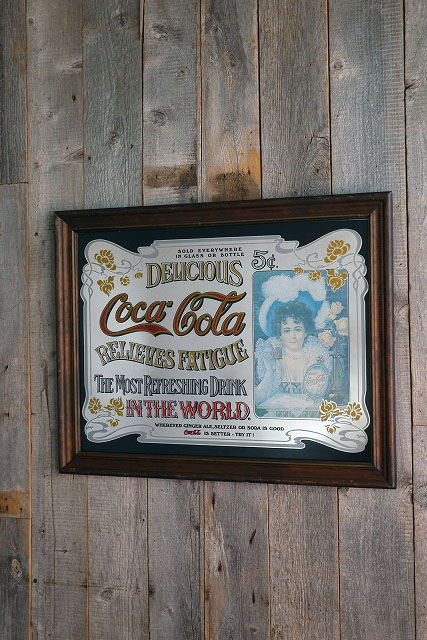 SOLD EVERYWHERE
IN GLASS OR BOTTLE
5¢.
DELICIOUS
Coca-Cola
RELIEVES FATIGUE
THE MOST REFRESHING DRINK
IN THE WORLD
WHEREVER GINGER ALE, SELTZER OR SODA IS GOOD
Coca-Cola IS BETTER - TRY IT!